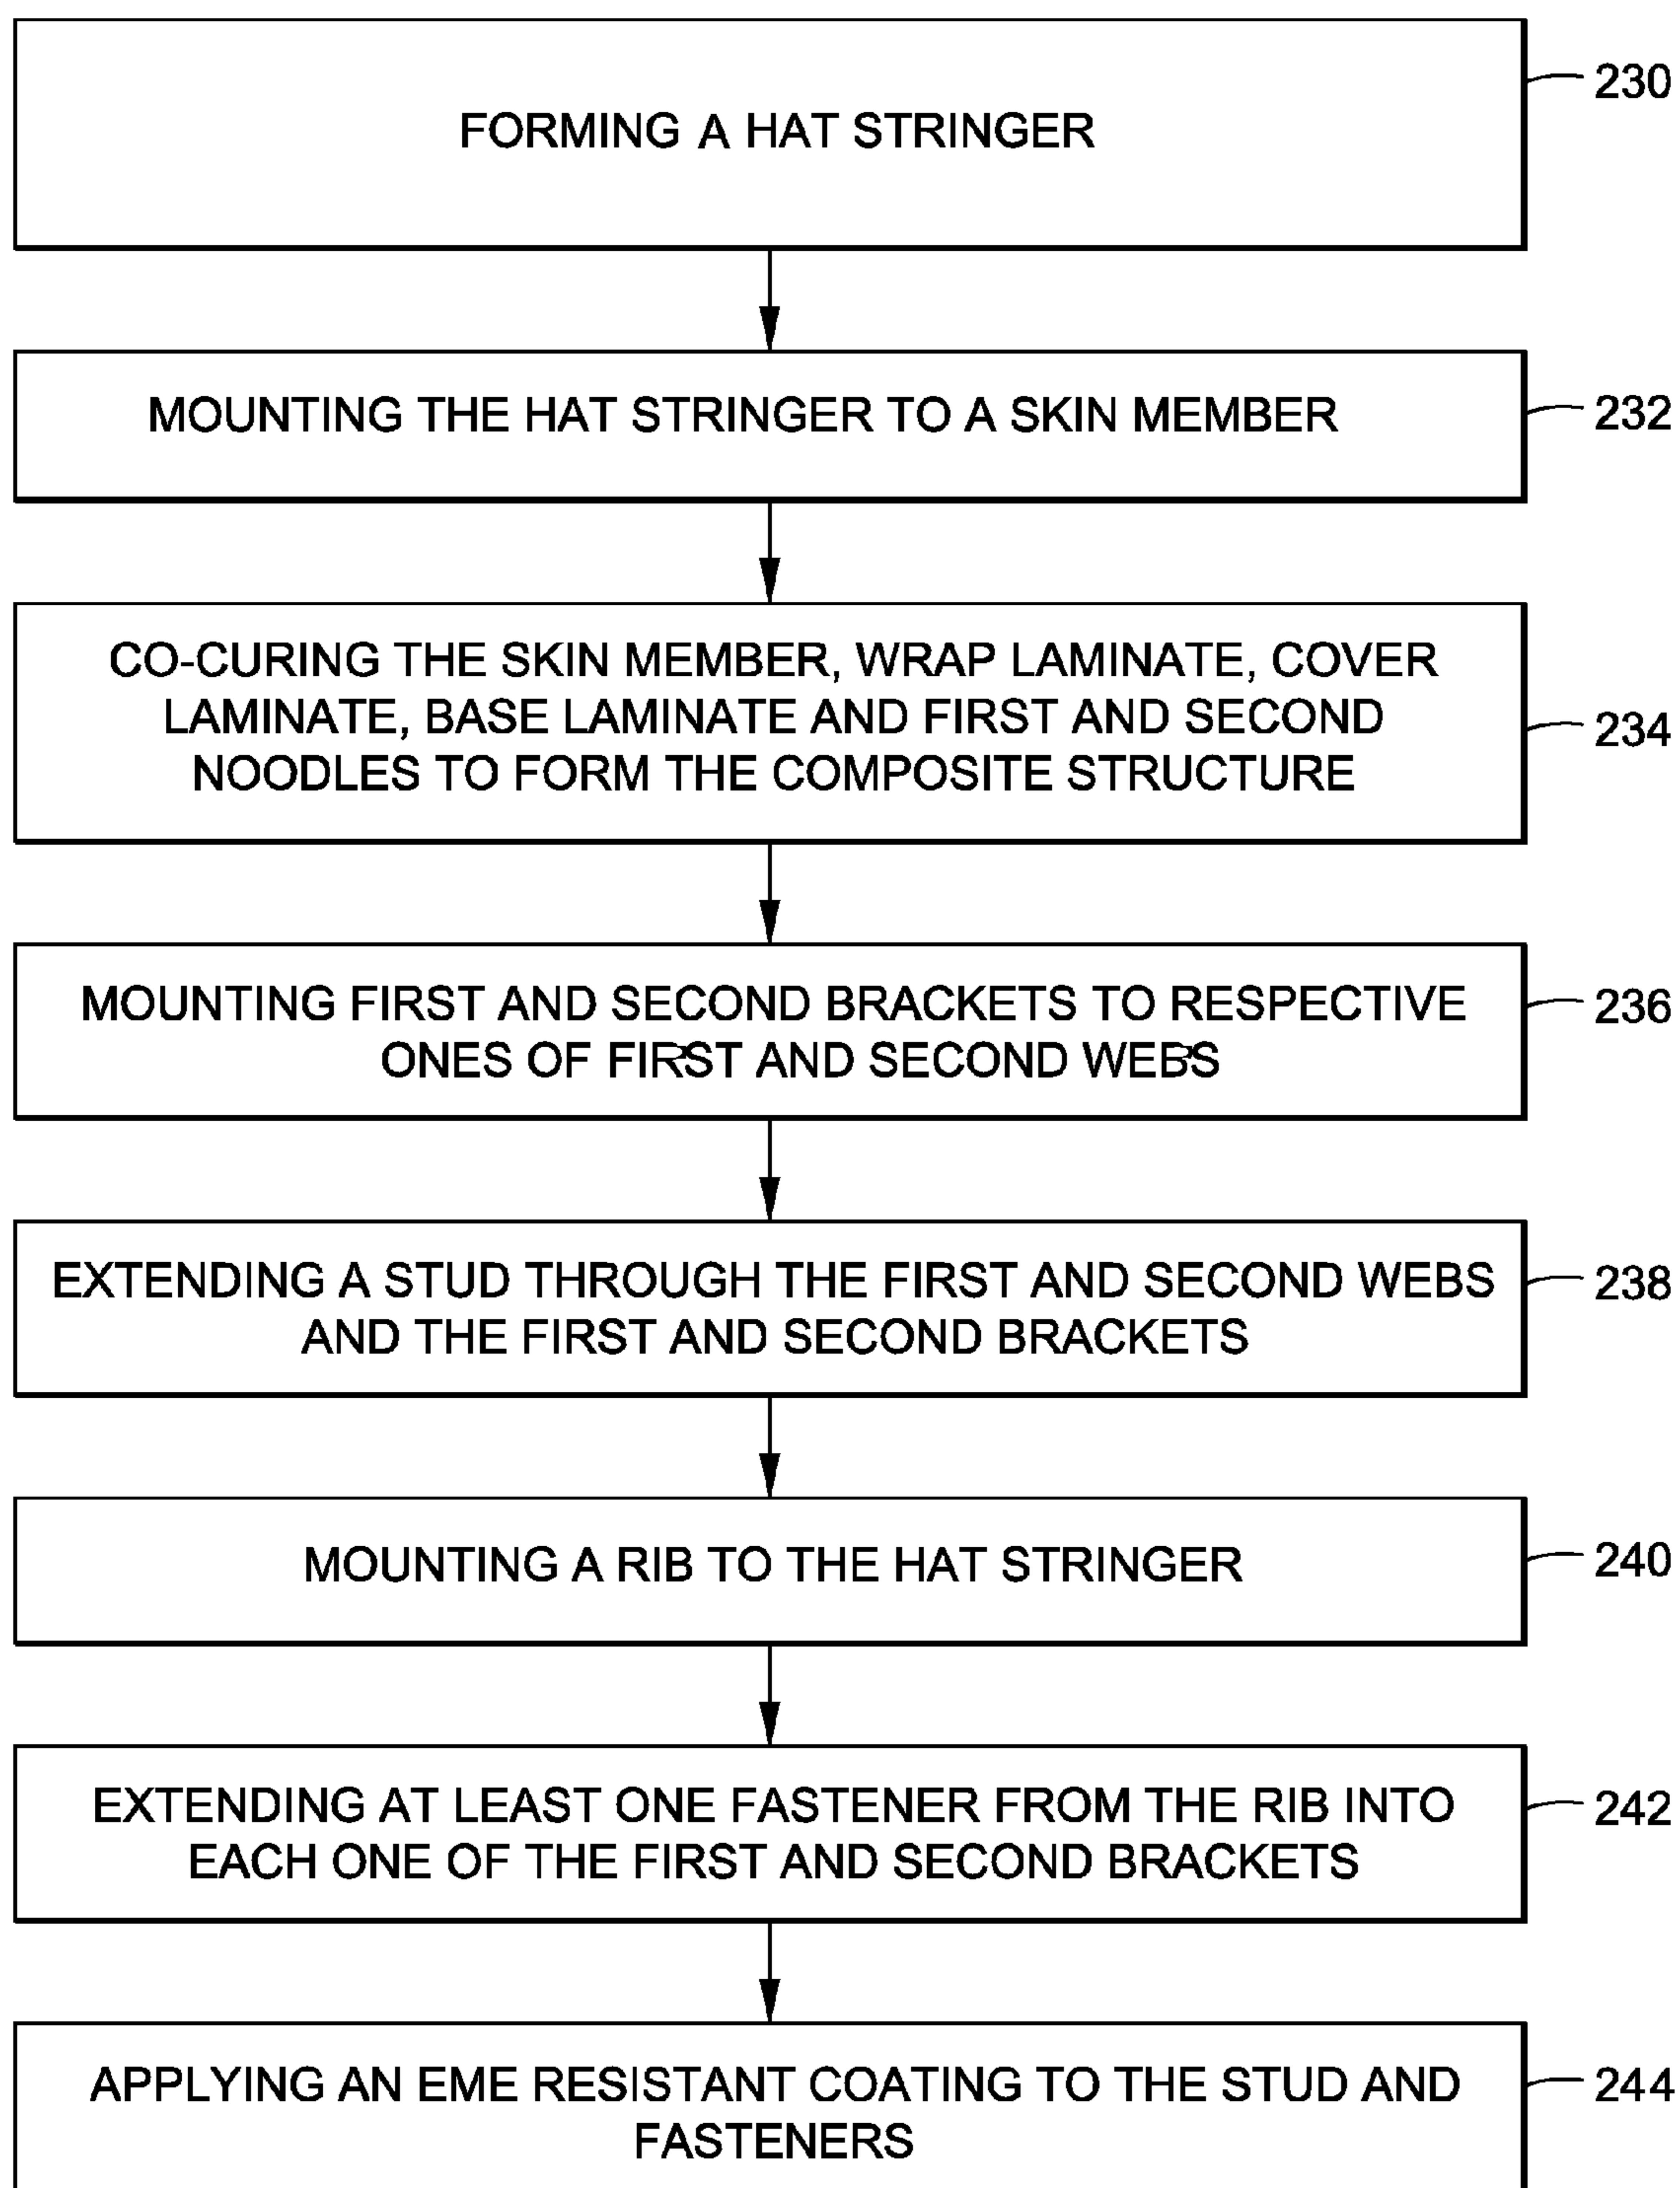 FORMING A HAT STRINGER
230
MOUNTING THE HAT STRINGER TO A SKIN MEMBER
232
CO-CURING THE SKIN MEMBER, WRAP LAMINATE, COVER
LAMINATE, BASE LAMINATE AND FIRST AND SECOND
NOODLES TO FORM THE COMPOSITE STRUCTURE
234
MOUNTING FIRST AND SECOND BRACKETS TO RESPECTIVE
ONES OF FIRST AND SECOND WEBS
236
EXTENDING A STUD THROUGH THE FIRST AND SECOND WEBS
AND THE FIRST AND SECOND BRACKETS
238
MOUNTING A RIB TO THE HAT STRINGER
240
EXTENDING AT LEAST ONE FASTENER FROM THE RIB INTO
EACH ONE OF THE FIRST AND SECOND BRACKETS
242
APPLYING AN EME RESISTANT COATING TO THE STUD AND
FASTENERS
244